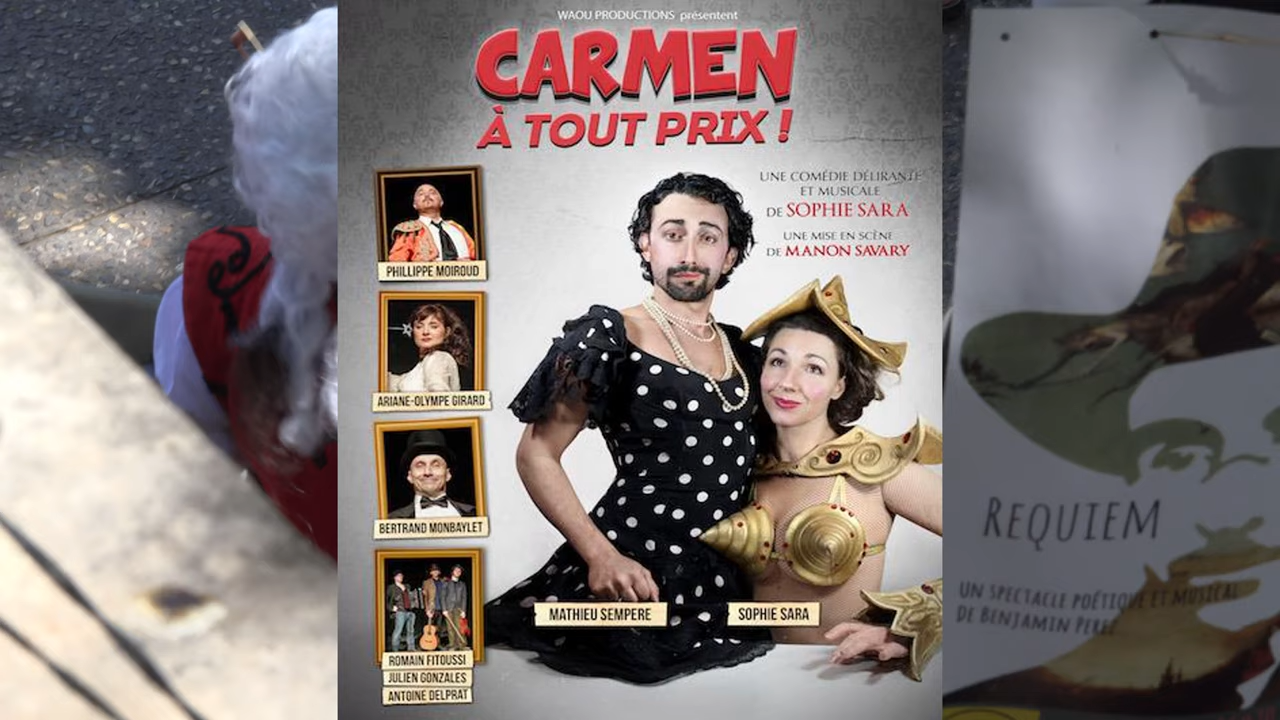 WAOU PRODUCTIONS présentent
CARMEN
À TOUT PRIX !
UNE COMÉDIE DÉLIRANTE
ET MUSICALE
DE SOPHIE SARA
UNE MISE EN SCÈNE
DE MANON SAVARY
PHILLIPPE MOIROUD
ARIANE-OLYMPE GIRARD
BERTRAND MONBAYLET
ROMAIN FITOUSSI
JULIEN GONZALES
ANTOINE DELPRAT
MATHIEU SEMPERE
SOPHIE SARA
REQUIEM
UN SPECTACLE POÉTIQUE ET MUSICAL
DE BENJAMIN PEREZ